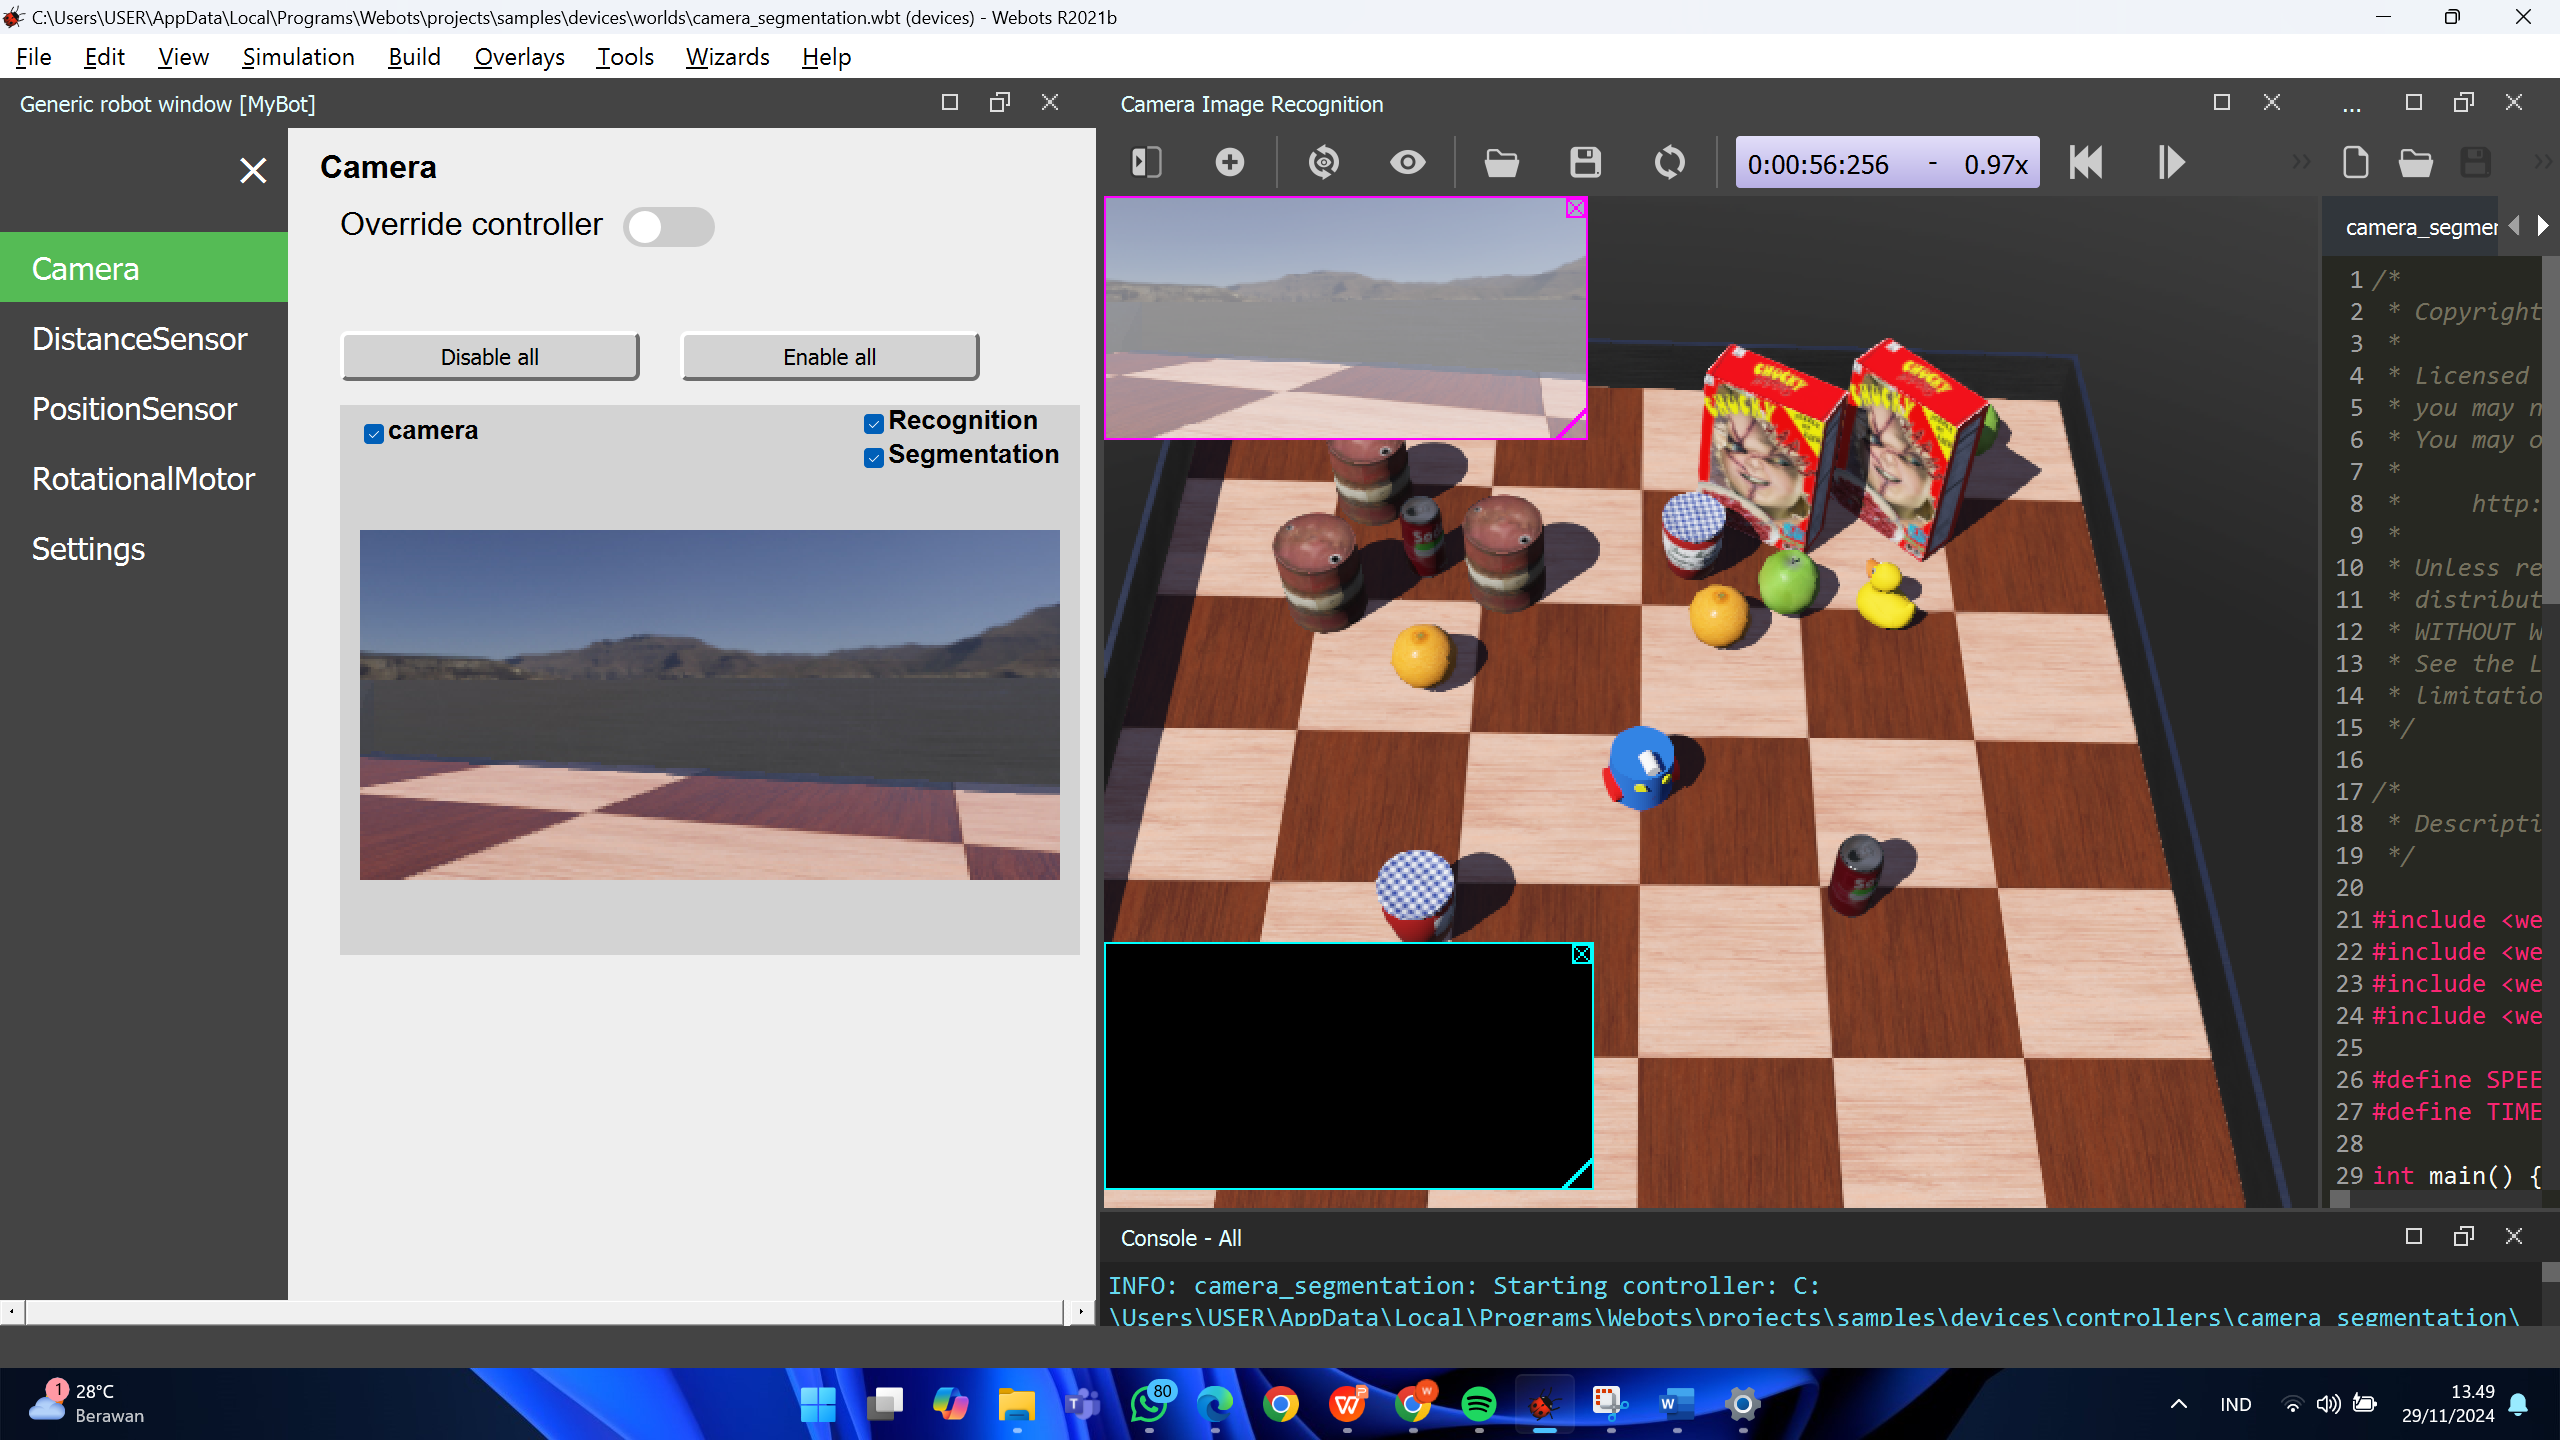 C:\Users\USER\AppData\Local\Programs\Webots\projects\samples\devices\worlds\camera_segmentation.wbt (devices) - Webots R2021b
File Edit View Simulation Build Overlays Tools Wizards Help
Generic robot window [MyBot]
Camera
DistanceSensor
PositionSensor
RotationalMotor
Settings
Camera
Override controller
Disable all
Enable all
camera
Recognition
Segmentation
Camera Image Recognition
0:00:56:256 - 0.97x
CHUCKY
CHUCKY
...
camera_segmen
1 /*
2 * Copyright
3 *
4 * Licensed
5 * you may n
6 * You may o
7 *
8 * http:
9 *
10 * Unless re
11 * distribut
12 * WITHOUT W
13 * See the L
14 * limitatio
15 */
16
17 /*
18 * Descripti
19 */
20
21 #include <we
22 #include <we
23 #include <we
24 #include <we
25
26 #define SPEE
27 #define TIME
28
29 int main() {
Console - All
INFO: camera_segmentation: Starting controller: C:
\Users\USER\AppData\Local\Programs\Webots\projects\samples\devices\controllers\camera_segmentation\
1
28°C
Berawan
80
IND
13.49
29/11/2024